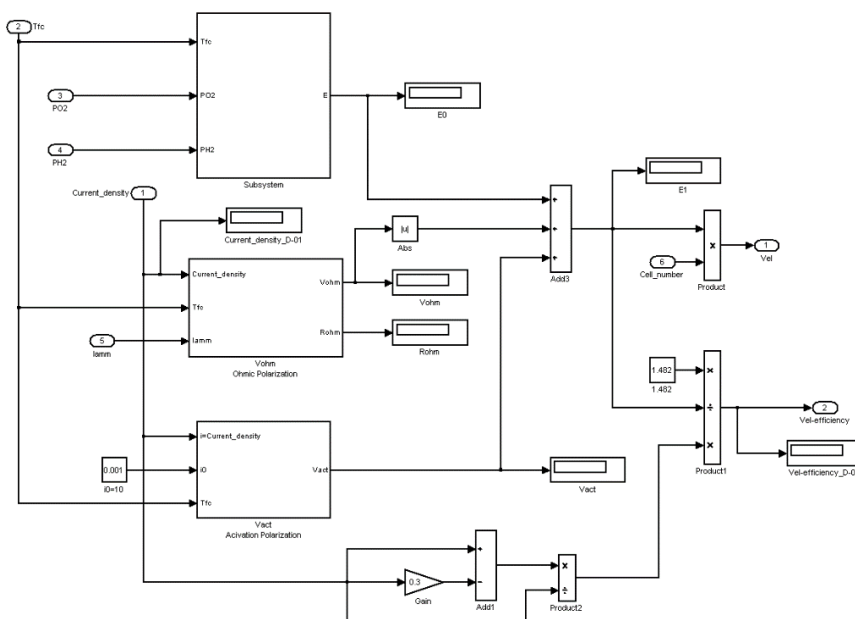 2
Tfc
Tfc
3
PO2
PO2
E
E0
4
PH2
PH2
Subsystem
Current_density
1
Current_density_D-01
|u|
Abs
+
+
+
Add3
E1
×
Product
1
Vel
6
Cell_number
Current_density
Vohm
Vohm
Tfc
5
lamm
lamm
Rohm
Rohm
Vohm
Ohmic Polarization
1.482
1.482
×
÷
×
Product1
2
Vel-efficiency
Vel-efficiency_D-0
i=Current_density
0.001
i0=10
i0
Vact
Vact
Tfc
Vact
Acivation Polarization
0.3
Gain
+
−
Add1
×
÷
Product2